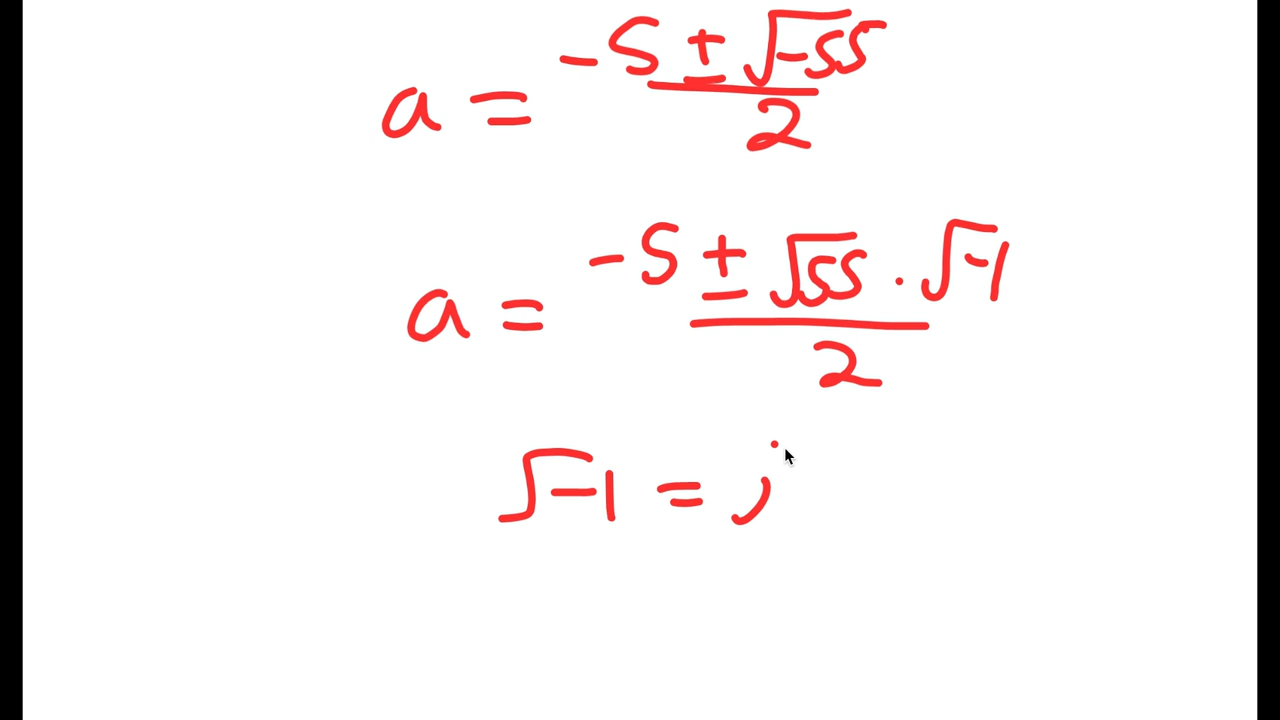 a = (-5 ± √-55)/2
a = (-5 ± √55 · √-1)/2
√-1 = j